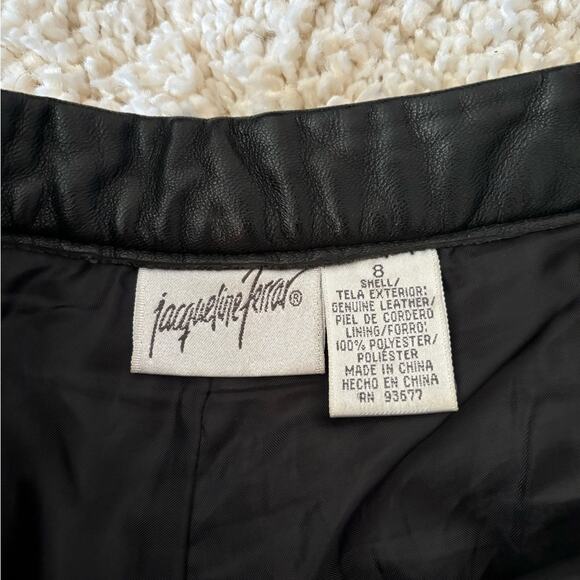 jacqueline ferrar®
8
SHELL/
TELA EXTERIOR:
GENUINE LEATHER/
PIEL DE CORDERO
LINING/FORRO:
100% POLYESTER/
POLIÉSTER
MADE IN CHINA
HECHO EN CHINA
RN 93677